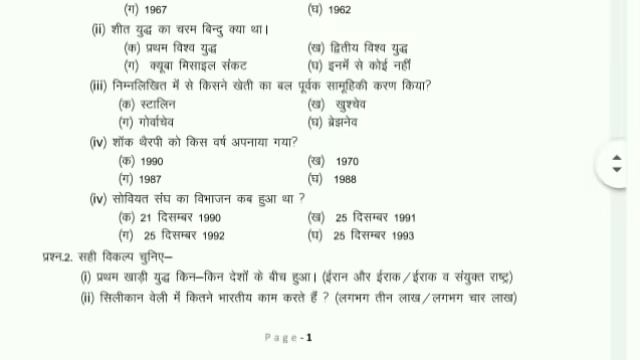 (ग) 1967 (घ) 1962
(ii) शीत युद्ध का चरम बिन्दु क्या था।
(क) प्रथम विश्व युद्ध (ख) द्वितीय विश्व युद्ध
(ग) क्यूबा मिसाइल संकट (घ) इनमें से कोई नहीं
(iii) निम्नलिखित में से किसने खेती का बल पूर्वक सामूहिकी करण किया?
(क) स्टालिन (ख) खुश्चेव
(ग) गोर्वाचेव (घ) ब्रेझनेव
(iv) शॉक थैरपी को किस वर्ष अपनाया गया?
(क) 1990 (ख) 1970
(ग) 1987 (घ) 1988
(iv) सोवियत संघ का विभाजन कब हुआ था ?
(क) 21 दिसम्बर 1990 (ख) 25 दिसम्बर 1991
(ग) 25 दिसम्बर 1992 (घ) 25 दिसम्बर 1993
प्रश्न.2. सही विकल्प चुनिए–
(i) प्रथम खाड़ी युद्ध किन–किन देशों के बीच हुआ। (ईरान और ईराक/ईराक व संयुक्त राष्ट्र)
(ii) सिलीकान वेली में कितने भारतीय काम करते हैं ? (लगभग तीन लाख/लगभग चार लाख)
Page - 1